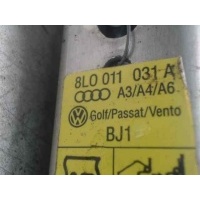 8L0 011 031 A
A3/A4/A6
Golf/Passat/Vento
BJ1